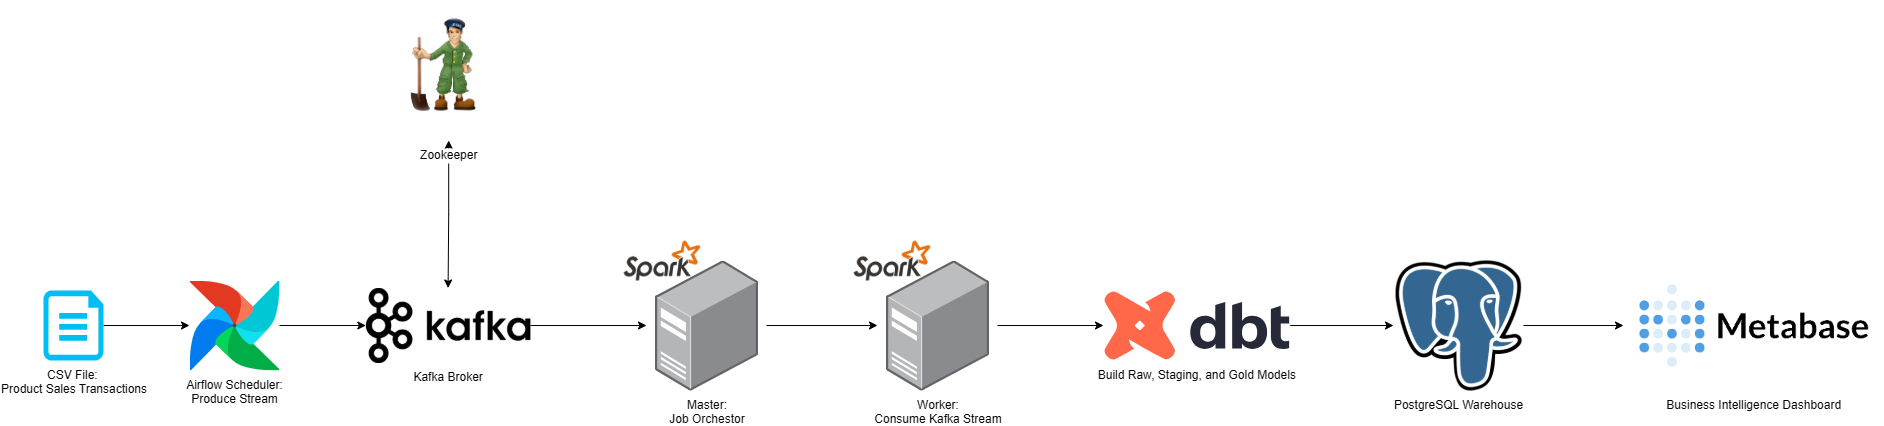 Zookeeper
Spark
Spark
kafka
dbt
Metabase
CSV File:
Product Sales Transactions
Airflow Scheduler:
Produce Stream
Kafka Broker
Master:
Job Orchestor
Worker:
Consume Kafka Stream
Build Raw, Staging, and Gold Models
PostgreSQL Warehouse
Business Intelligence Dashboard